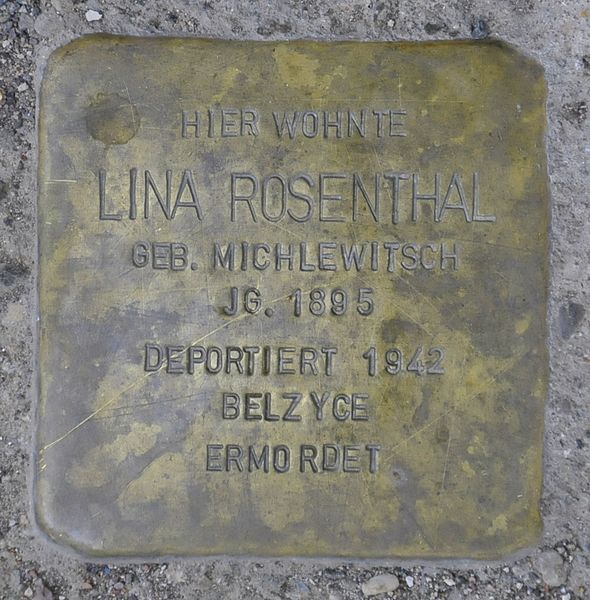 HIER WOHNTE
LINA ROSENTHAL
GEB. MICHLEWITSCH
JG. 1895
DEPORTIERT 1942
BELZYCE
ERMORDET